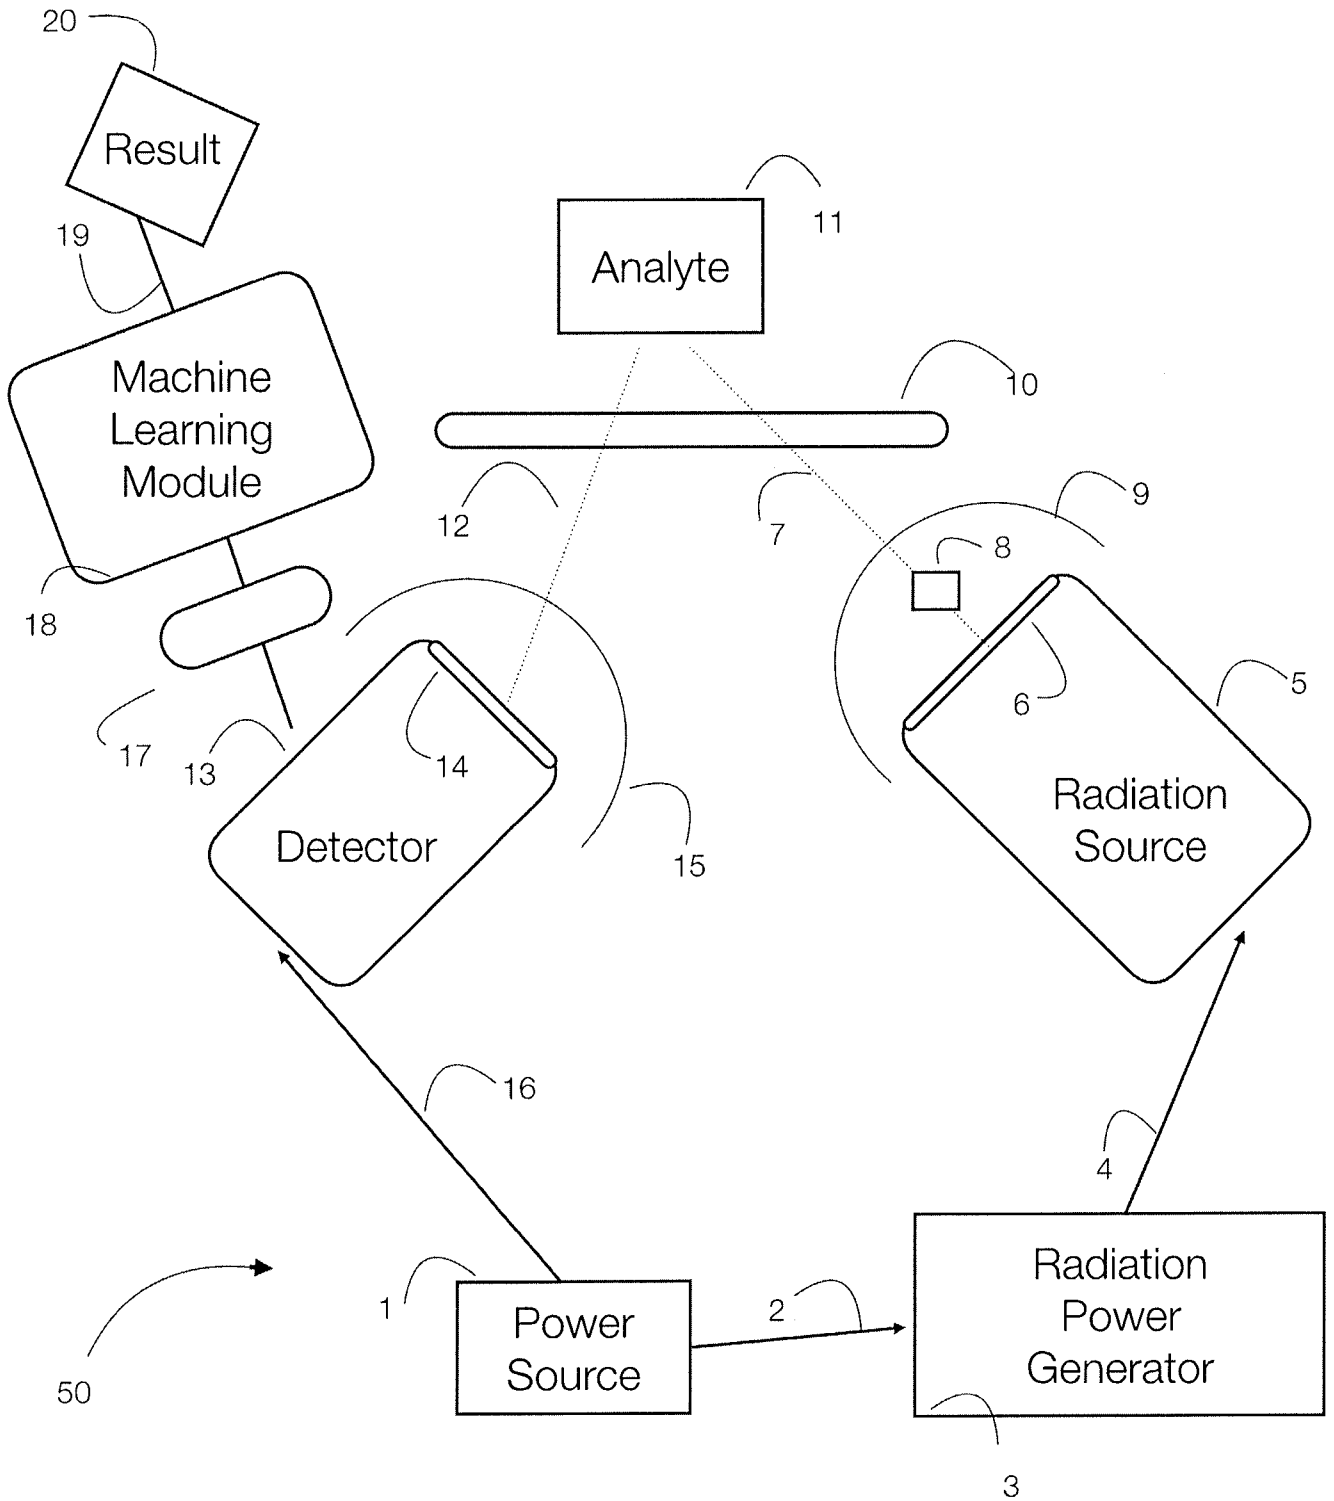 20
Result
19
11
Analyte
10
Machine
Learning
Module
12
7
9
8
18
6
5
17
13
14
Radiation
Source
Detector
15
16
4
50
1
Power
Source
2
Radiation
Power
Generator
3